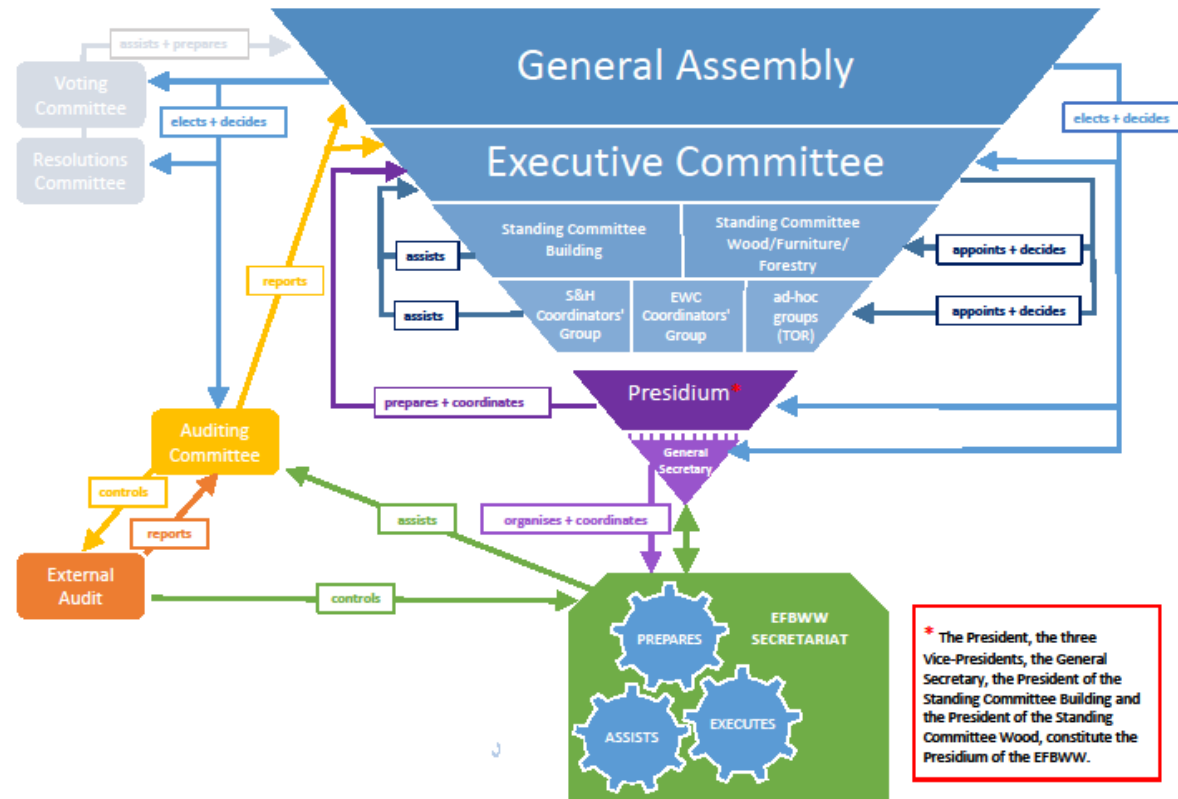 assists + prepares
General Assembly
Voting
Committee
elects + decides
elects + decides
Resolutions
Committee
Executive Committee
Standing Committee
Building
Standing Committee
Wood/Furniture/
Forestry
assists
appoints + decides
reports
S&H
Coordinators'
Group
EWC
Coordinators'
Group
ad-hoc
groups
(TOR)
assists
appoints + decides
Presidium*
prepares + coordinates
Auditing
Committee
General
Secretary
controls
reports
assists
organises + coordinates
External
Audit
controls
EFBWW
SECRETARIAT
PREPARES
ASSISTS
EXECUTES
* The President, the three
Vice-Presidents, the General
Secretary, the President of the
Standing Committee Building and
the President of the Standing
Committee Wood, constitute the
Presidium of the EFBWW.